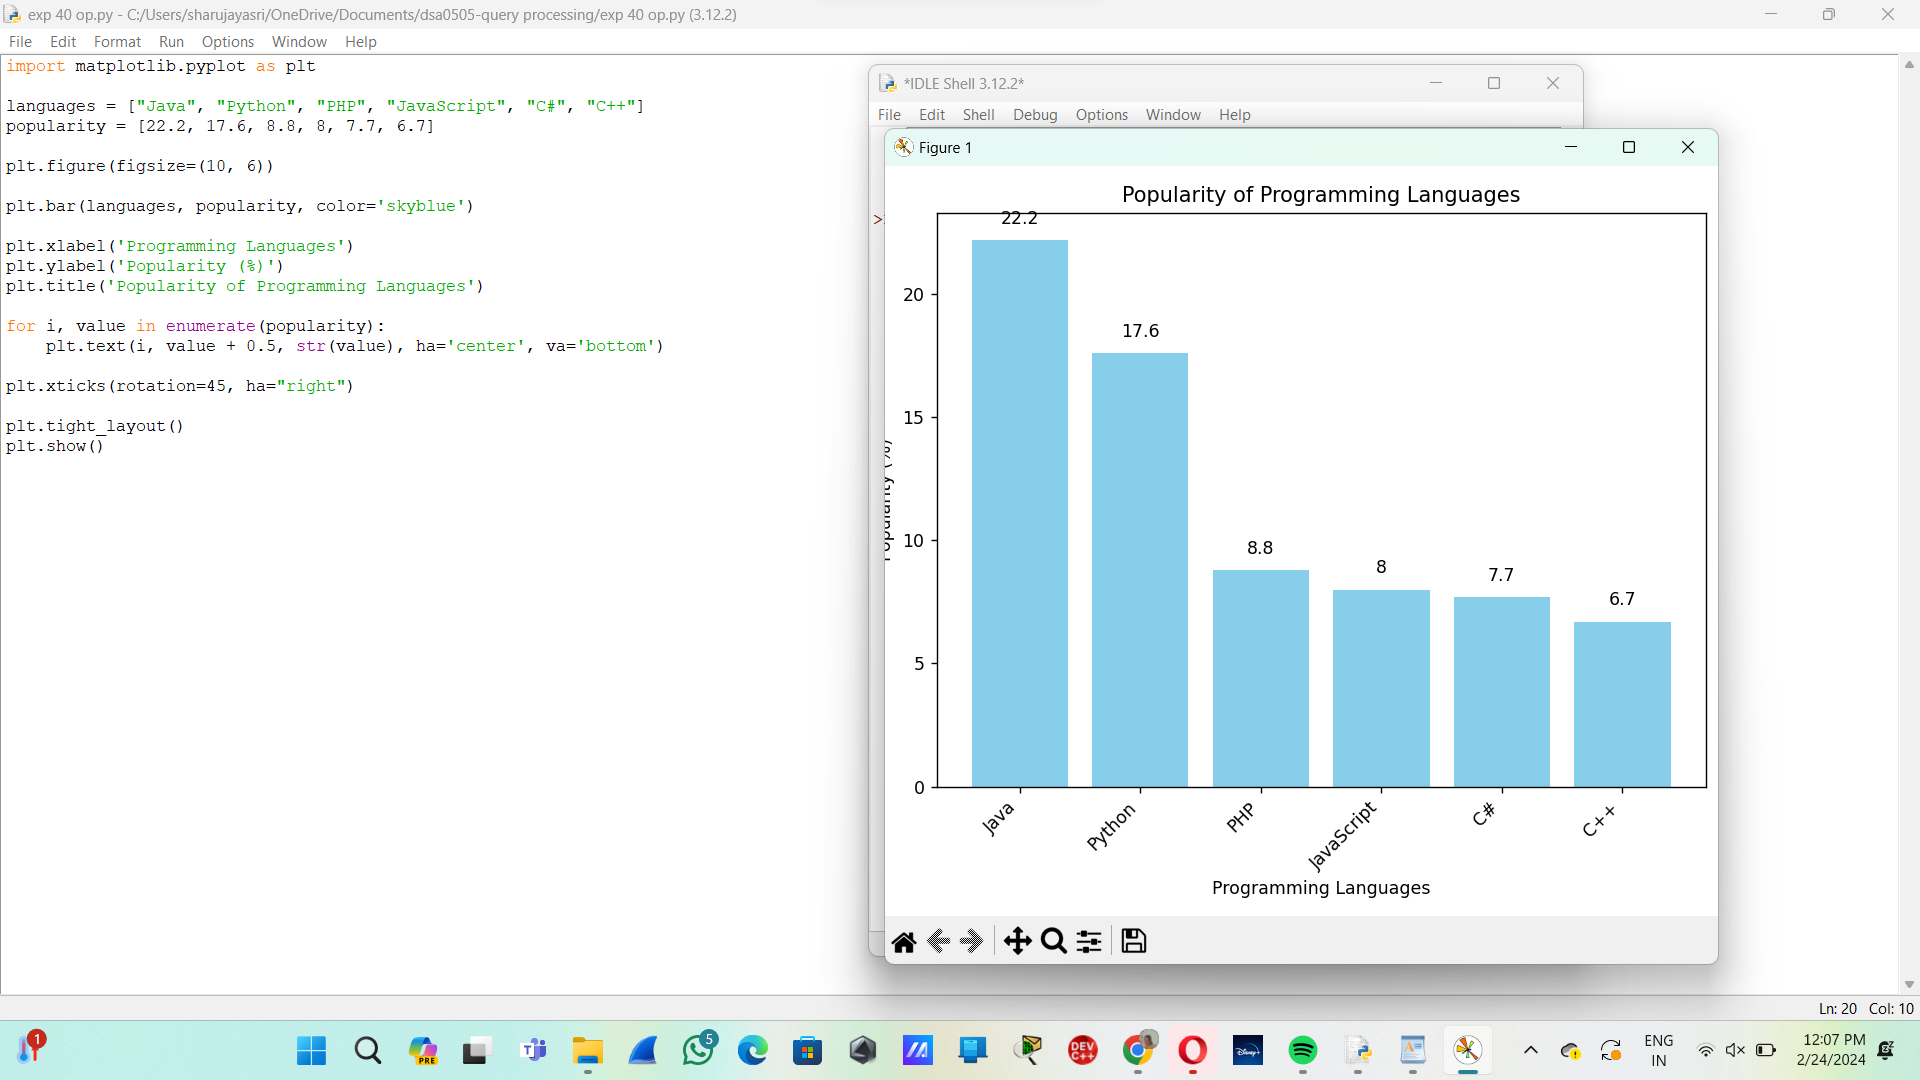 exp 40 op.py - C:/Users/sharujayasri/OneDrive/Documents/dsa0505-query processing/exp 40 op.py (3.12.2)
File Edit Format Run Options Window Help
import matplotlib.pyplot as plt
languages = ["Java", "Python", "PHP", "JavaScript", "C#", "C++"]
popularity = [22.2, 17.6, 8.8, 8, 7.7, 6.7]
plt.figure(figsize=(10, 6))
plt.bar(languages, popularity, color='skyblue')
plt.xlabel('Programming Languages')
plt.ylabel('Popularity (%)')
plt.title('Popularity of Programming Languages')
for i, value in enumerate(popularity):
    plt.text(i, value + 0.5, str(value), ha='center', va='bottom')
plt.xticks(rotation=45, ha="right")
plt.tight_layout()
plt.show()
*IDLE Shell 3.12.2*
File Edit Shell Debug Options Window Help
>
Figure 1
Popularity of Programming Languages
22.2
17.6
8.8
8
7.7
6.7
20
15
10
5
0
Popularity (%)
Java Python PHP JavaScript C# C++
Programming Languages
Ln: 20 Col: 10
1
PRE
5
DEV
C++
Disney+
ENG
IN
12:07 PM
2/24/2024